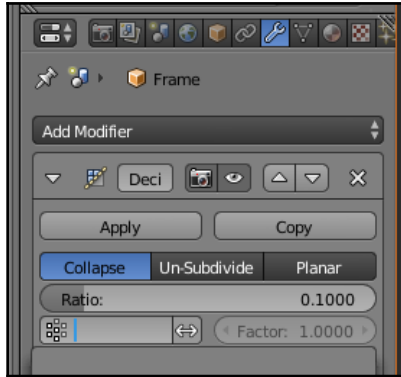 Frame
Add Modifier
Deci
Apply Copy
Collapse Un-Subdivide Planar
Ratio: 0.1000
Factor: 1.0000